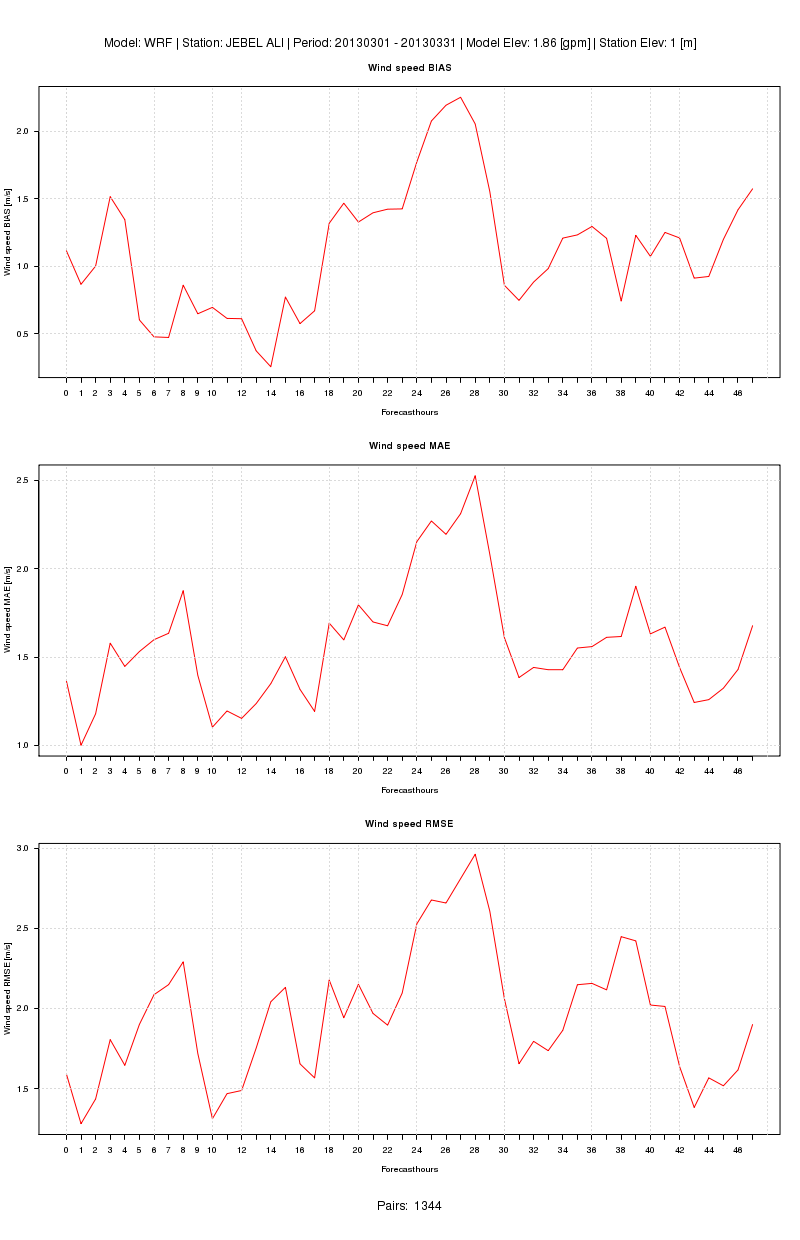 Model: WRF | Station: JEBEL ALI | Period: 20130301 - 20130331 | Model Elev: 1.86 [gpm] | Station Elev: 1 [m]
Wind speed BIAS
Wind speed BIAS [m/s]
2.0
1.5
1.0
0.5
0 1 2 3 4 5 6 7 8 9 10 12 14 16 18 20 22 24 26 28 30 32 34 36 38 40 42 44 46
Forecasthours
Wind speed MAE
Wind speed MAE [m/s]
2.5
2.0
1.5
1.0
0 1 2 3 4 5 6 7 8 9 10 12 14 16 18 20 22 24 26 28 30 32 34 36 38 40 42 44 46
Forecasthours
Wind speed RMSE
Wind speed RMSE [m/s]
3.0
2.5
2.0
1.5
0 1 2 3 4 5 6 7 8 9 10 12 14 16 18 20 22 24 26 28 30 32 34 36 38 40 42 44 46
Forecasthours
Pairs: 1344